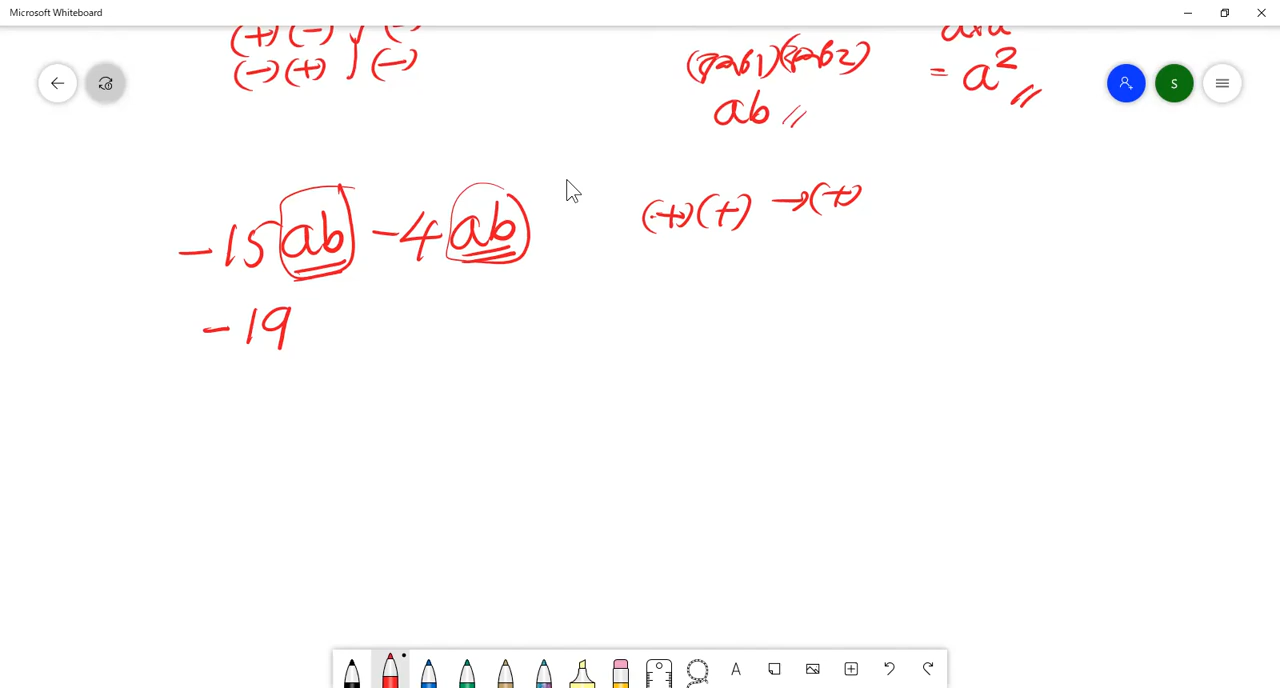 Microsoft Whiteboard
(+)(−) } (−)
(−)(+)
= a²
ab //
S
-15ab -4ab
(+)(+) →(+)
-19
A